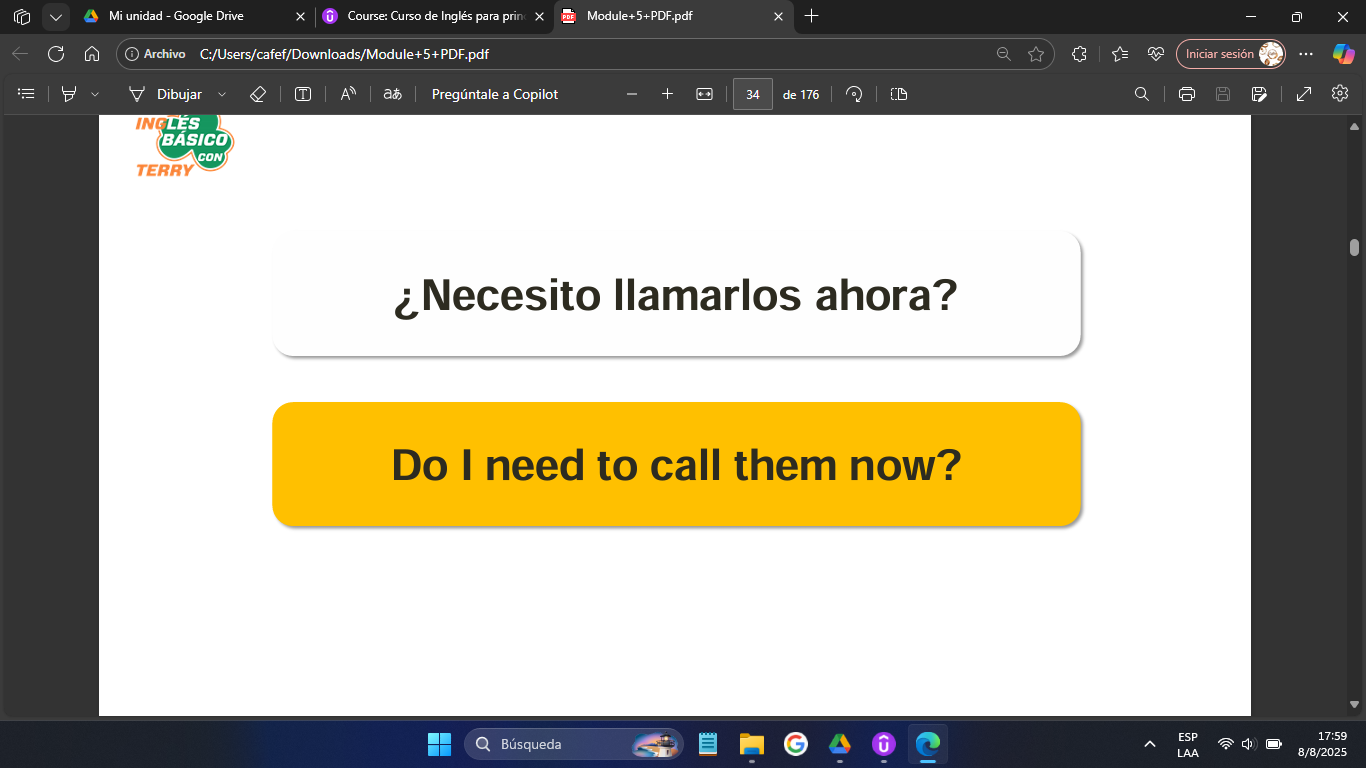 Mi unidad - Google Drive
Course: Curso de Inglés para prin
Module+5+PDF.pdf
Archivo
C:/Users/cafef/Downloads/Module+5+PDF.pdf
Iniciar sesión
Dibujar
aあ
Pregúntale a Copilot
34
de 176
INGLÉS
BÁSICO
CON
TERRY
¿Necesito llamarlos ahora?
Do I need to call them now?
Búsqueda
ESP
LAA
17:59
8/8/2025